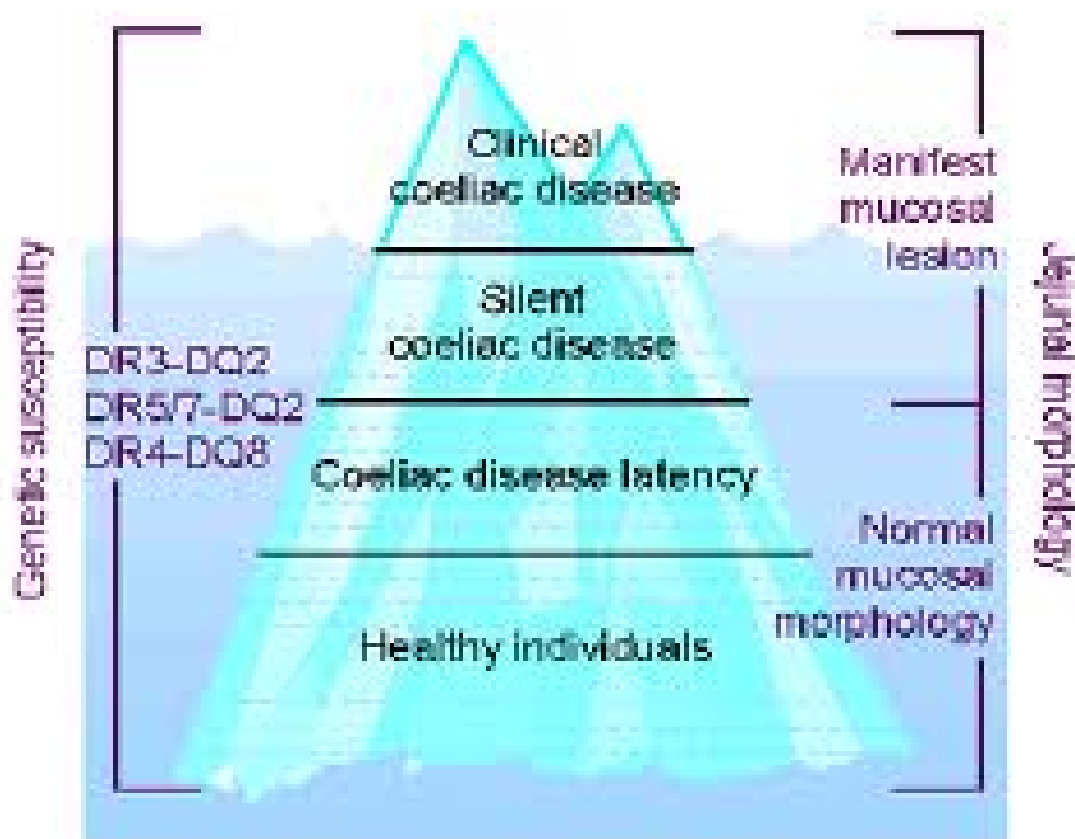 Clinical
coeliac disease
Manifest
mucosal
lesion
Silent
coeliac disease
Genetic susceptibility
DR3-DQ2
DR5/7-DQ2
DR4-DQ8
Jejunal morphology
Coeliac disease latency
Normal
mucosal
morphology
Healthy individuals